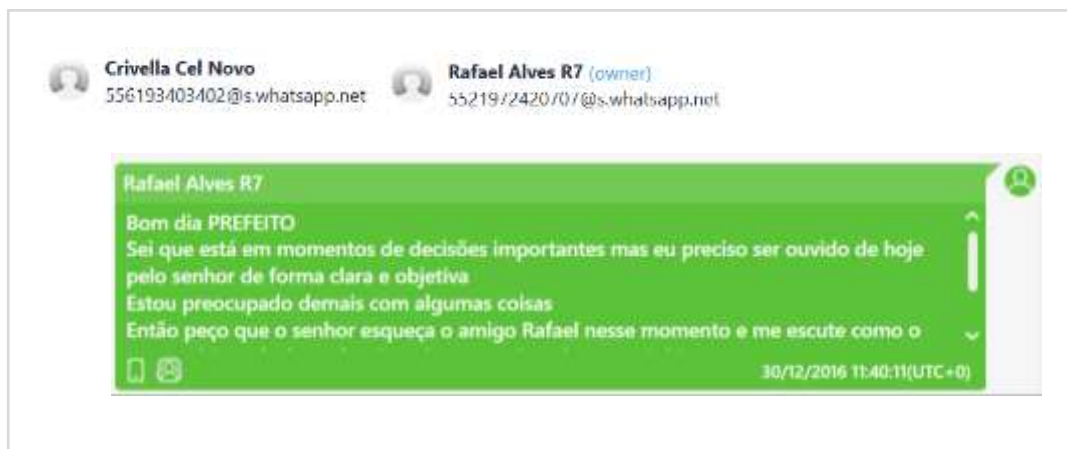 Crivella Cel Novo
556193403402@s.whatsapp.net
Rafael Alves R7 (owner)
5521972420707@s.whatsapp.net
Rafael Alves R7
Bom dia PREFEITO
Sei que está em momentos de decisões importantes mas eu preciso ser ouvido de hoje
pelo senhor de forma clara e objetiva
Estou preocupado demais com algumas coisas
Então peço que o senhor esqueça o amigo Rafael nesse momento e me escute como o
30/12/2016 11:40:11(UTC+0)